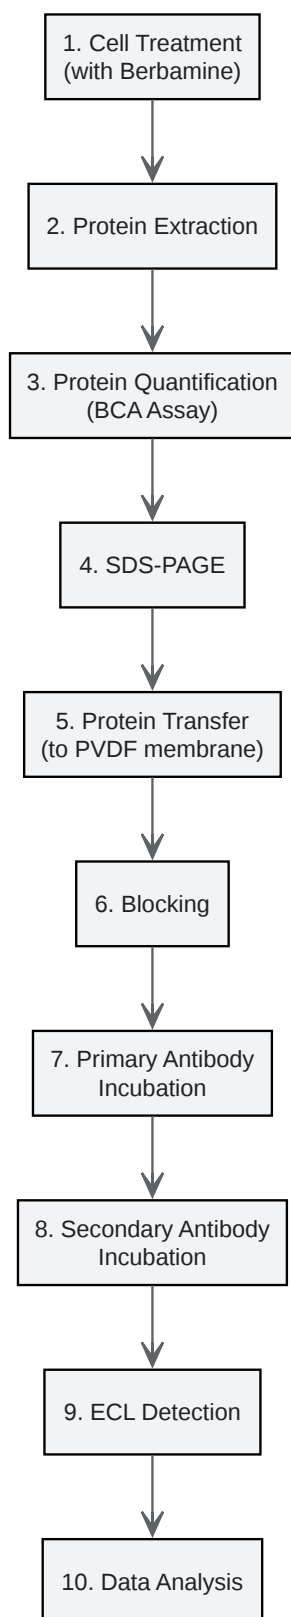 1. Cell Treatment
(with Berbamine)
2. Protein Extraction
3. Protein Quantification
(BCA Assay)
4. SDS-PAGE
5. Protein Transfer
(to PVDF membrane)
6. Blocking
7. Primary Antibody
Incubation
8. Secondary Antibody
Incubation
9. ECL Detection
10. Data Analysis